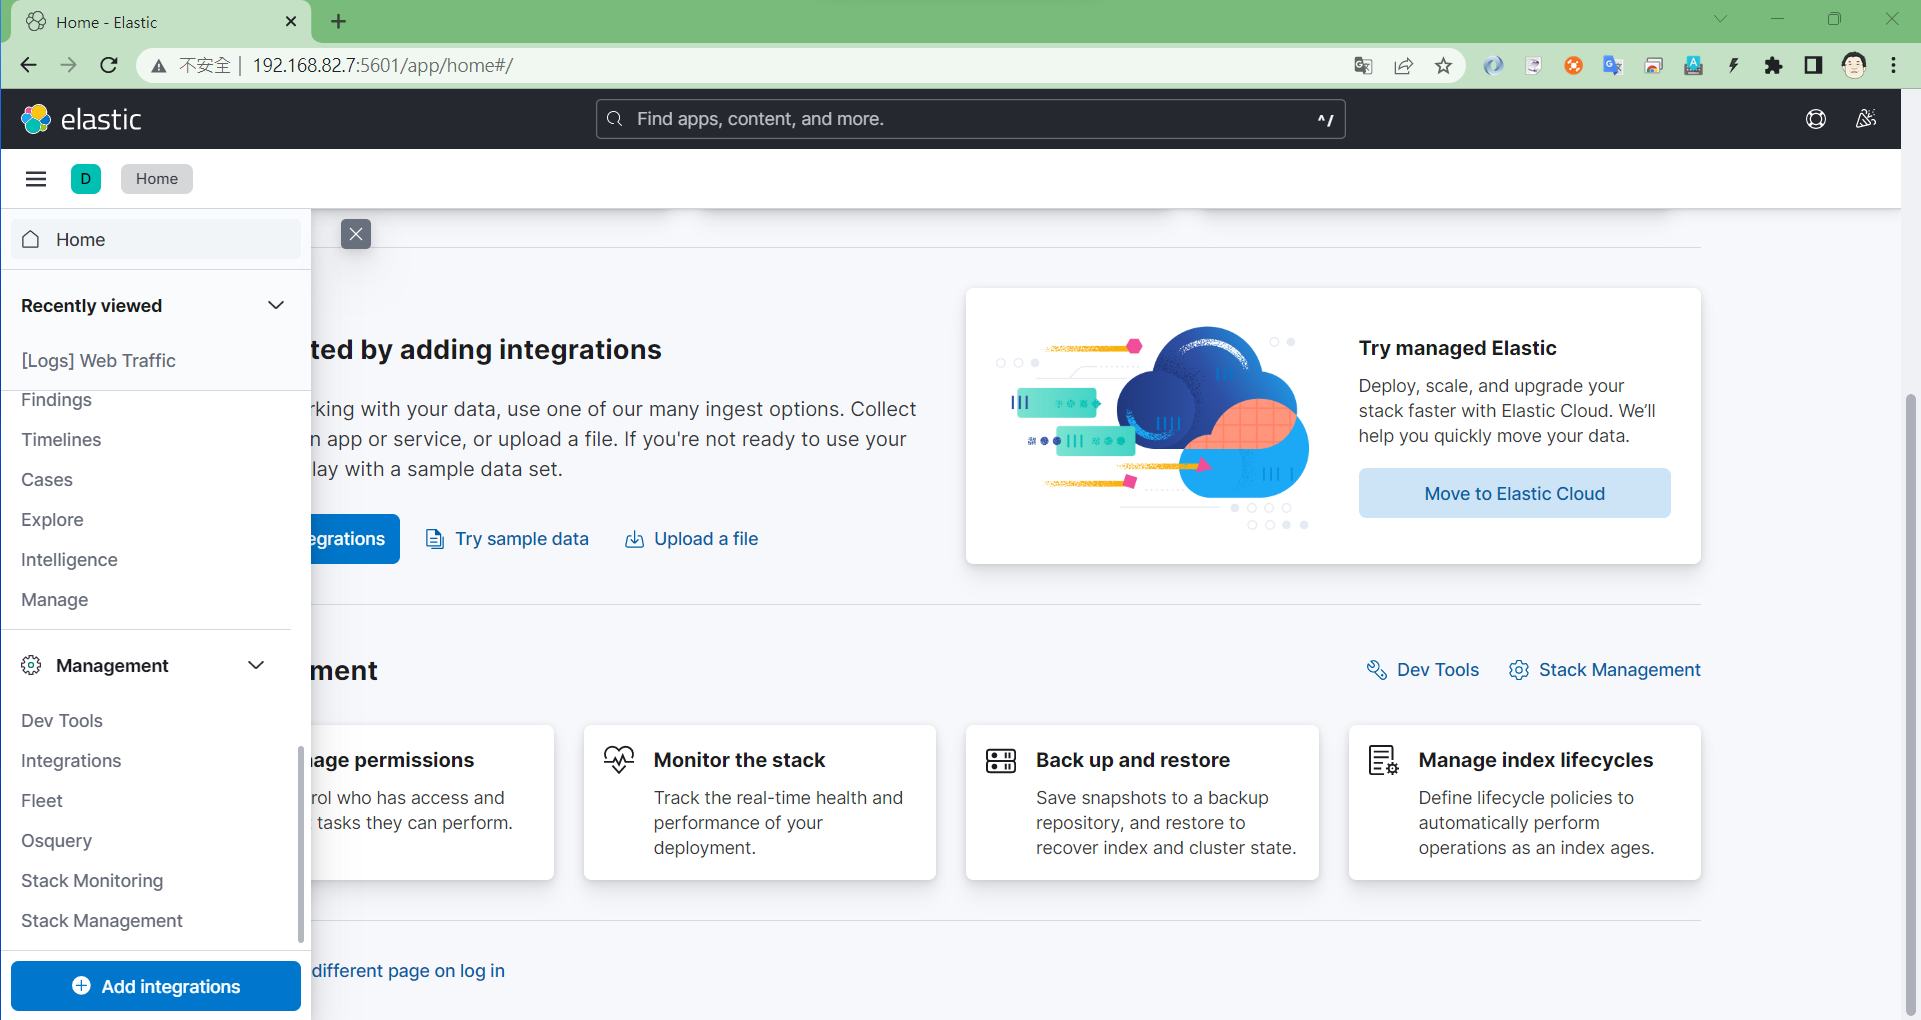 Home - Elastic
不安全 | 192.168.82.7:5601/app/home#/
elastic
Find apps, content, and more.
^/
D
Home
Home
Recently viewed
[Logs] Web Traffic
Findings
Timelines
Cases
Explore
Intelligence
Manage
Management
Dev Tools
Integrations
Fleet
Osquery
Stack Monitoring
Stack Management
Add integrations
ted by adding integrations
rking with your data, use one of our many ingest options. Collect
n app or service, or upload a file. If you're not ready to use your
lay with a sample data set.
egrations
Try sample data
Upload a file
Try managed Elastic
Deploy, scale, and upgrade your
stack faster with Elastic Cloud. We'll
help you quickly move your data.
Move to Elastic Cloud
ment
Dev Tools
Stack Management
age permissions
rol who has access and
tasks they can perform.
Monitor the stack
Track the real-time health and
performance of your
deployment.
Back up and restore
Save snapshots to a backup
repository, and restore to
recover index and cluster state.
Manage index lifecycles
Define lifecycle policies to
automatically perform
operations as an index ages.
different page on log in